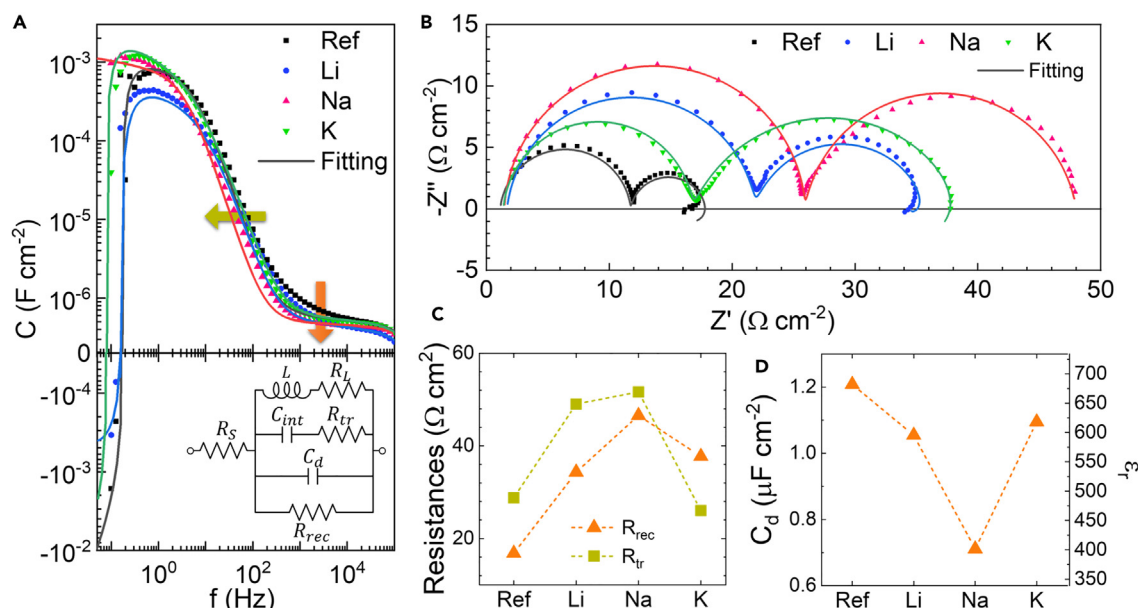 A
Ref
Li
Na
K
Fitting
C (F cm⁻²)
10⁻³
10⁻⁴
10⁻⁵
10⁻⁶
0
-10⁻⁴
-10⁻³
-10⁻²
10⁰ 10² 10⁴
f (Hz)
L R_L
C_int R_tr
R_S
C_d
R_rec
B
Ref Li Na K
Fitting
-Z'' (Ω cm⁻²)
15
10
5
0
-5
0 10 20 30 40 50
Z' (Ω cm⁻²)
C
Resistances (Ω cm²)
60
40
20
R_rec
R_tr
Ref Li Na K
D
C_d (μF cm⁻²)
1.2
1.0
0.8
0.6
700
650
600
550
500
450
400
350
ε_r
Ref Li Na K